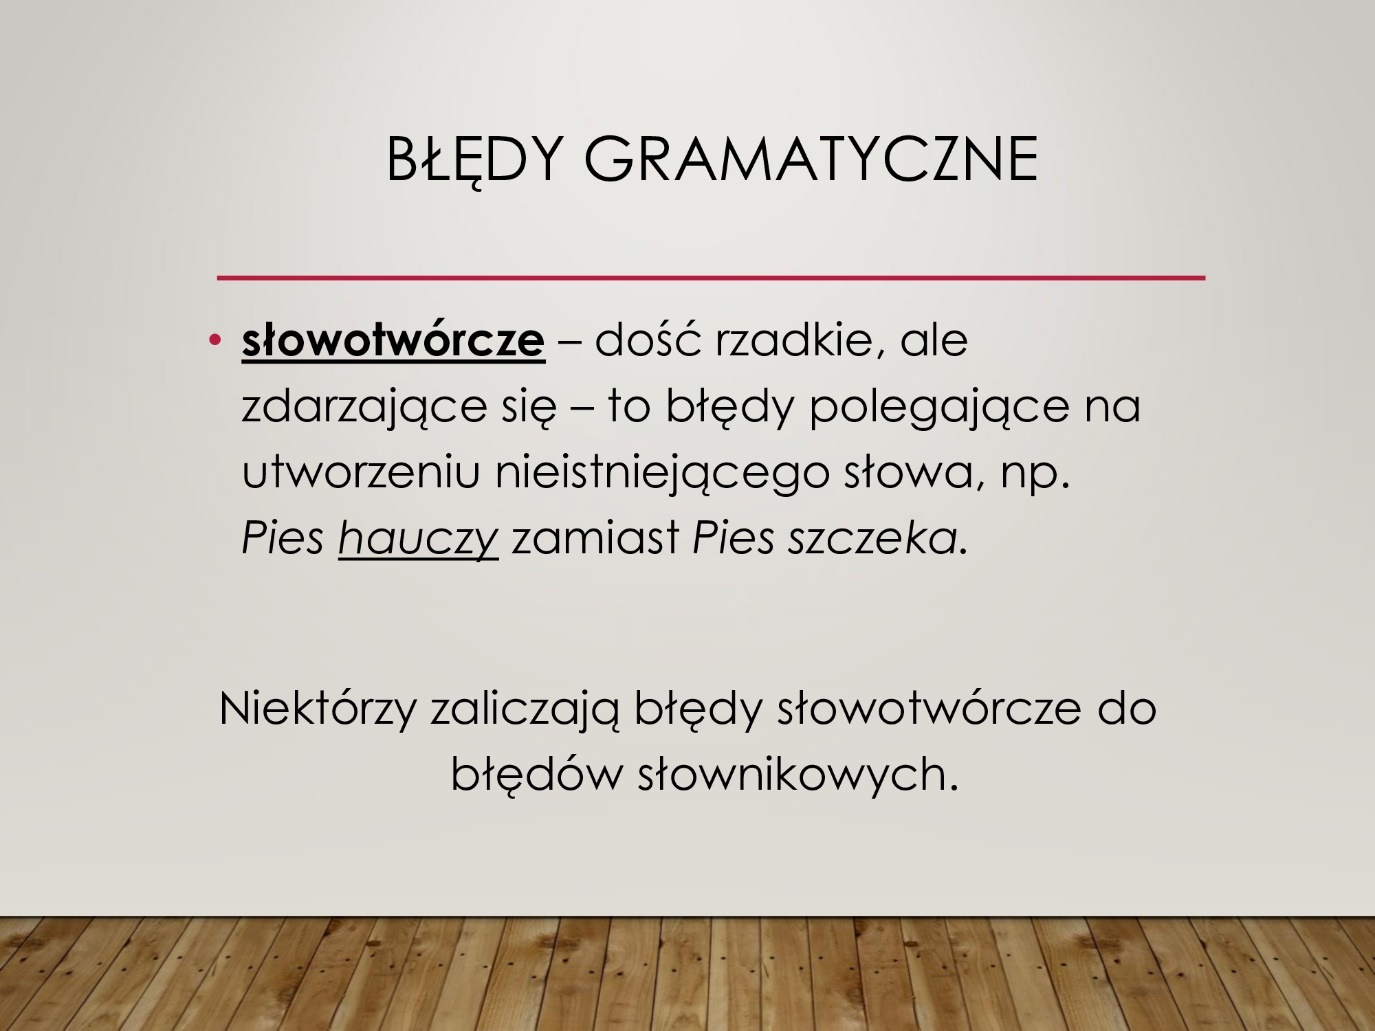 BŁĘDY GRAMATYCZNE
• słowotwórcze – dość rzadkie, ale
zdarzające się – to błędy polegające na
utworzeniu nieistniejącego słowa, np.
Pies hauczy zamiast Pies szczeka.
Niektórzy zaliczają błędy słowotwórcze do
błędów słownikowych.